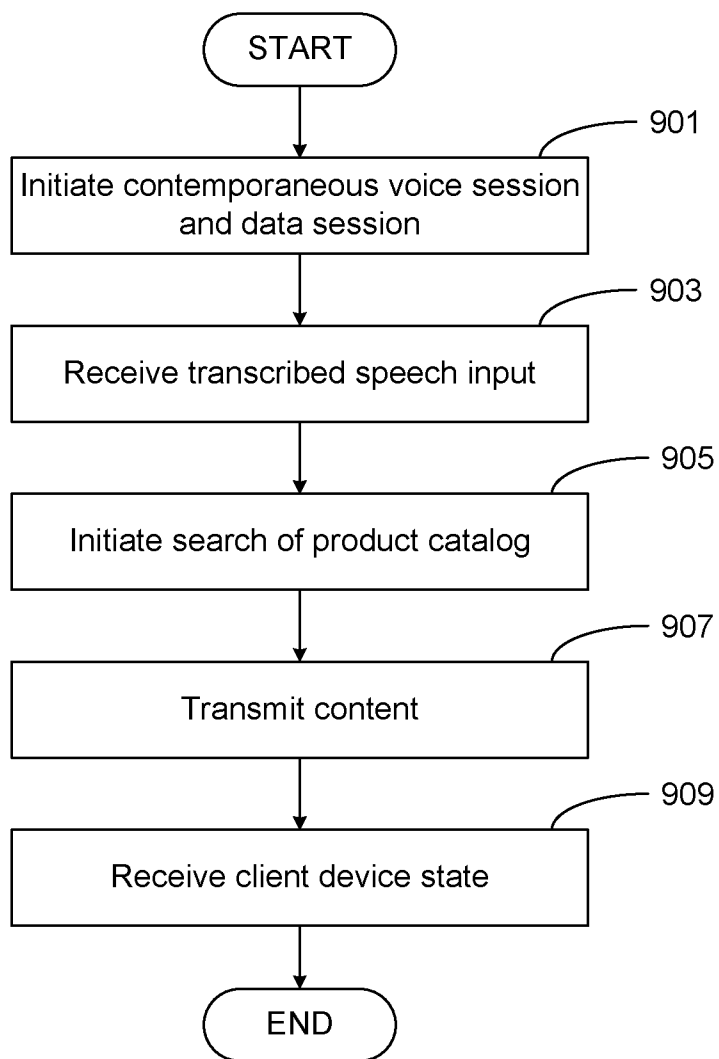 START
901
Initiate contemporaneous voice session
and data session
903
Receive transcribed speech input
905
Initiate search of product catalog
907
Transmit content
909
Receive client device state
END